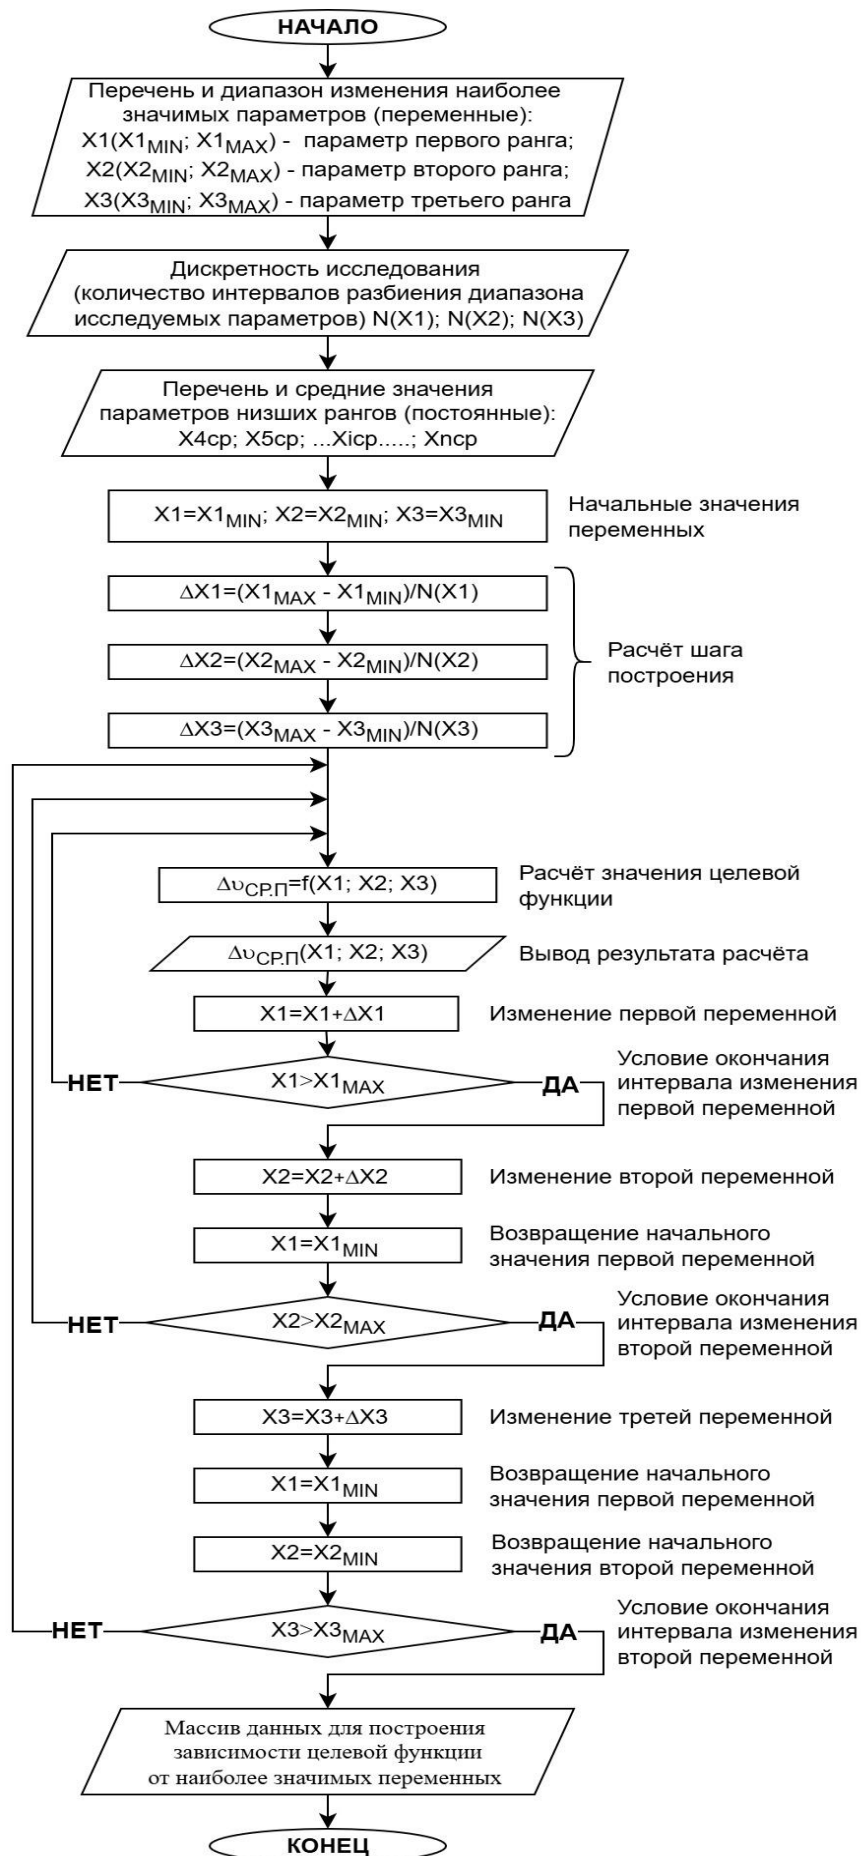 НАЧАЛО
Перечень и диапазон изменения наиболее
значимых параметров (переменные):
X1(X1MIN; X1MAX) - параметр первого ранга;
X2(X2MIN; X2MAX) - параметр второго ранга;
X3(X3MIN; X3MAX) - параметр третьего ранга
Дискретность исследования
(количество интервалов разбиения диапазона
исследуемых параметров) N(X1); N(X2); N(X3)
Перечень и средние значения
параметров низших рангов (постоянные):
X4ср; X5ср; ...Xiср.....; Xnср
X1=X1MIN; X2=X2MIN; X3=X3MIN
Начальные значения
переменных
ΔX1=(X1MAX - X1MIN)/N(X1)
ΔX2=(X2MAX - X2MIN)/N(X2)
ΔX3=(X3MAX - X3MIN)/N(X3)
Расчёт шага
построения
ΔυСР.П=f(X1; X2; X3)
Расчёт значения целевой
функции
ΔυСР.П(X1; X2; X3)
Вывод результата расчёта
X1=X1+ΔX1
Изменение первой переменной
НЕТ
X1>X1MAX
ДА
Условие окончания
интервала изменения
первой переменной
X2=X2+ΔX2
Изменение второй переменной
X1=X1MIN
Возвращение начального
значения первой переменной
НЕТ
X2>X2MAX
ДА
Условие окончания
интервала изменения
второй переменной
X3=X3+ΔX3
Изменение третей переменной
X1=X1MIN
Возвращение начального
значения первой переменной
X2=X2MIN
Возвращение начального
значения второй переменной
НЕТ
X3>X3MAX
ДА
Условие окончания
интервала изменения
второй переменной
Массив данных для построения
зависимости целевой функции
от наиболее значимых переменных
КОНЕЦ